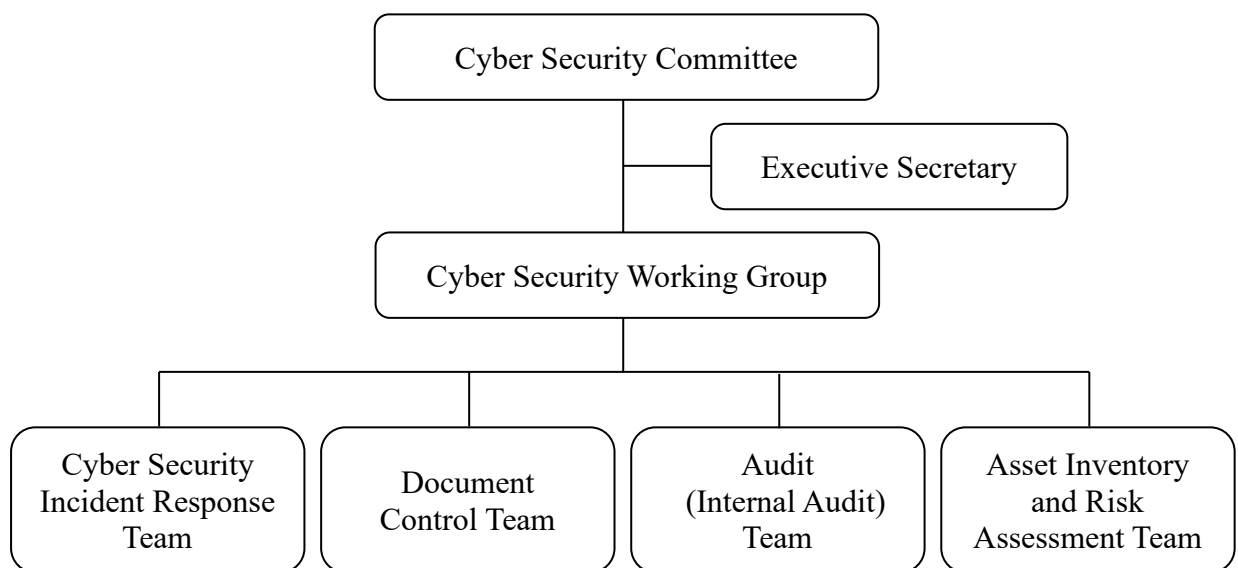 Cyber Security Committee
Executive Secretary
Cyber Security Working Group
Cyber Security
Incident Response
Team
Document
Control Team
Audit
(Internal Audit)
Team
Asset Inventory
and Risk
Assessment Team